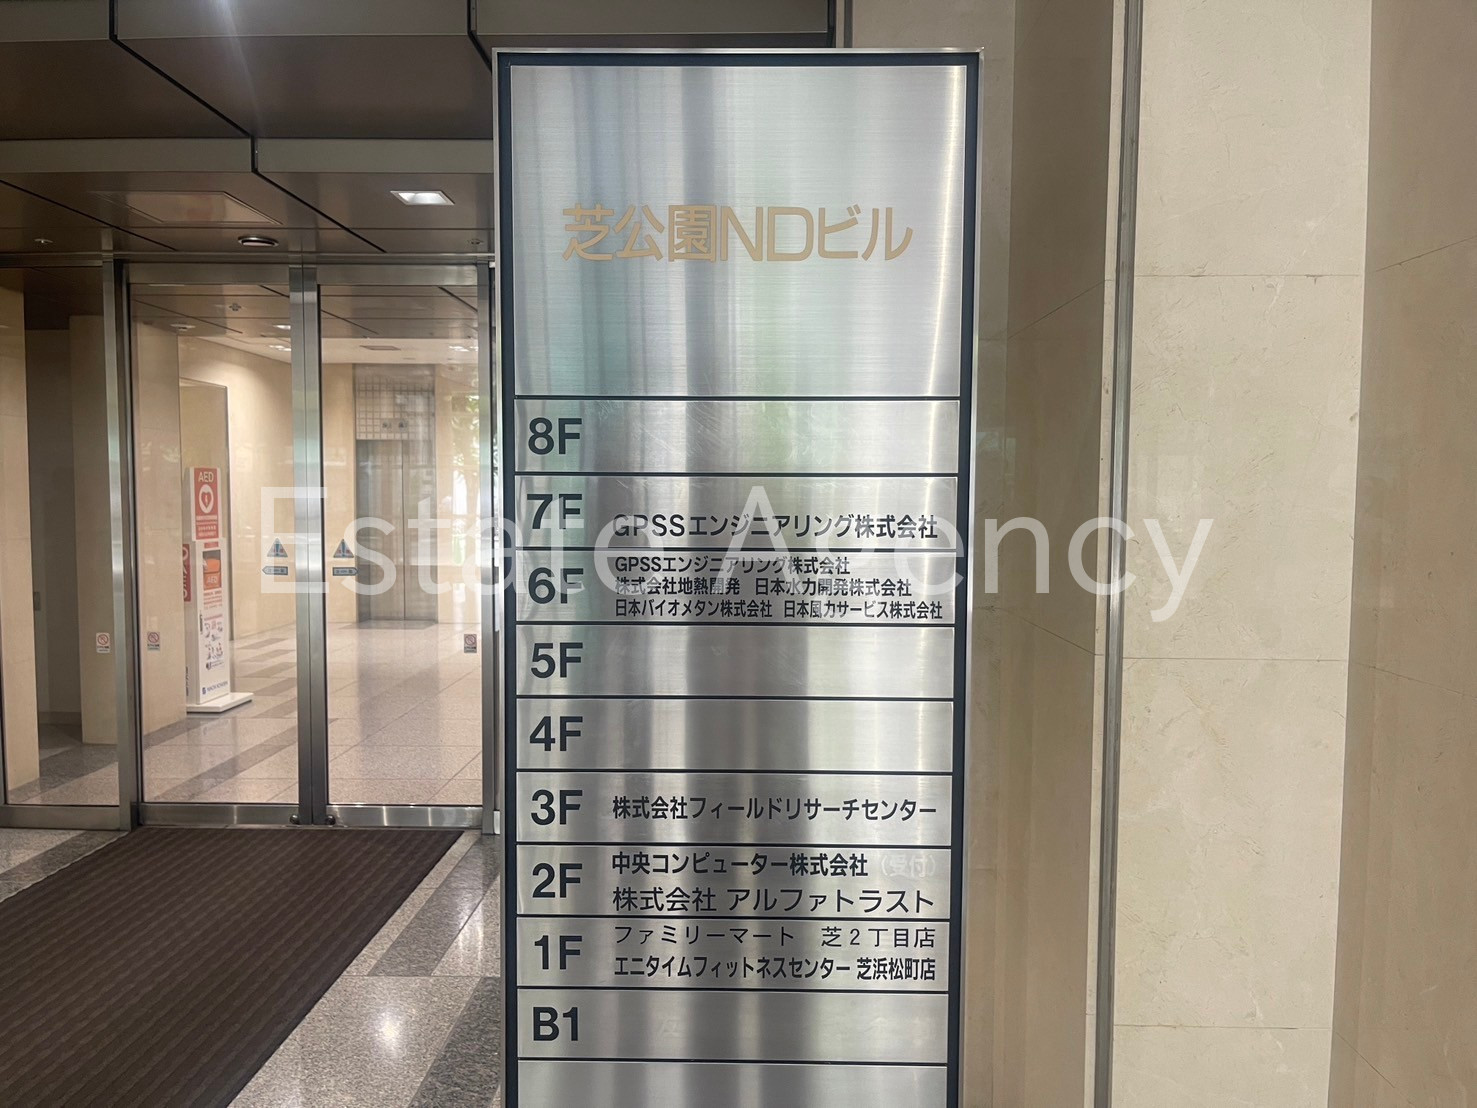 芝公園NDビル
8F
7F GPSSエンジニアリング株式会社
6F
GPSSエンジニアリング株式会社
株式会社地熱開発 日本水力開発株式会社
日本バイオメタン株式会社 日本風力サービス株式会社
5F
4F
3F 株式会社フィールドリサーチセンター
2F
中央コンピューター株式会社 (受付)
株式会社 アルファトラスト
1F
ファミリーマート 芝2丁目店
エニタイムフィットネスセンター 芝浜松町店
B1
AED
Estate Agency